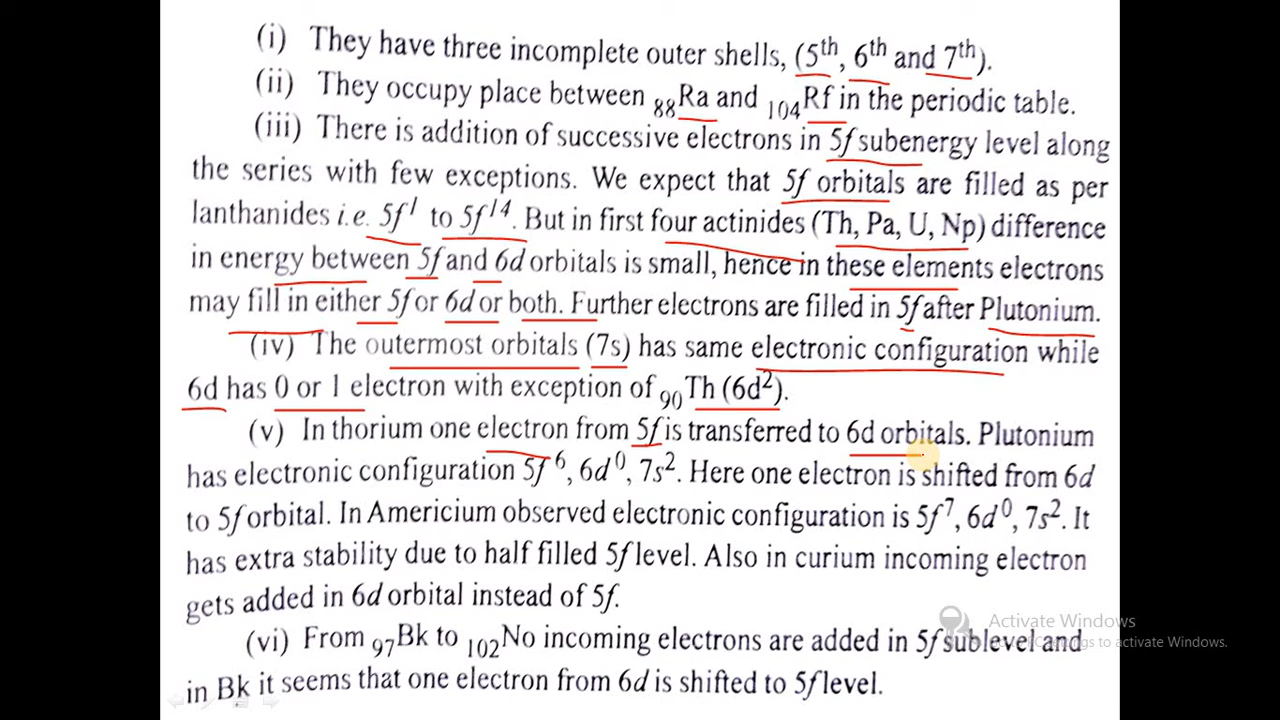 (i) They have three incomplete outer shells, (5th, 6th and 7th).
(ii) They occupy place between 88Ra and 104Rf in the periodic table.
(iii) There is addition of successive electrons in 5f subenergy level along
the series with few exceptions. We expect that 5f orbitals are filled as per
lanthanides i.e. 5f1 to 5f14. But in first four actinides (Th, Pa, U, Np) difference
in energy between 5f and 6d orbitals is small, hence in these elements electrons
may fill in either 5f or 6d or both. Further electrons are filled in 5f after Plutonium.
(iv) The outermost orbitals (7s) has same electronic configuration while
6d has 0 or 1 electron with exception of 90Th (6d2).
(v) In thorium one electron from 5f is transferred to 6d orbitals. Plutonium
has electronic configuration 5f6, 6d0, 7s2. Here one electron is shifted from 6d
to 5f orbital. In Americium observed electronic configuration is 5f7, 6d0, 7s2. It
has extra stability due to half filled 5f level. Also in curium incoming electron
gets added in 6d orbital instead of 5f.
(vi) From 97Bk to 102No incoming electrons are added in 5f sublevel and
in Bk it seems that one electron from 6d is shifted to 5f level.
Activate Windows
to activate Windows.